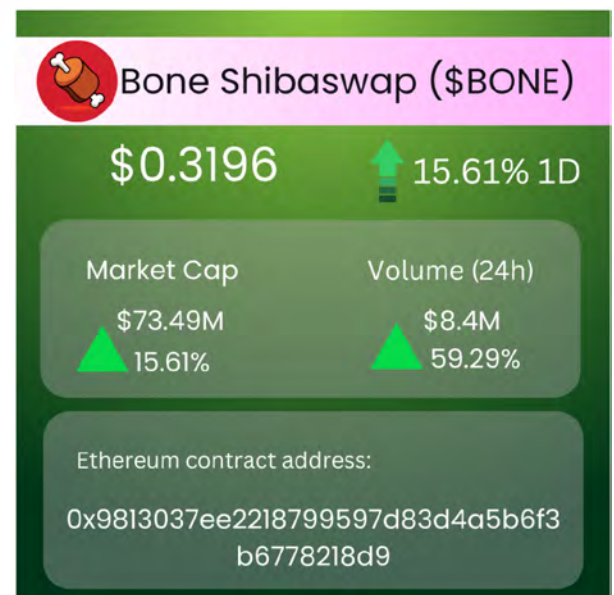 Bone Shibaswap ($BONE)
$0.3196
15.61% 1D
Market Cap
Volume (24h)
$73.49M
$8.4M
15.61%
59.29%
Ethereum contract address:
0x9813037ee2218799597d83d4a5b6f3
b6778218d9